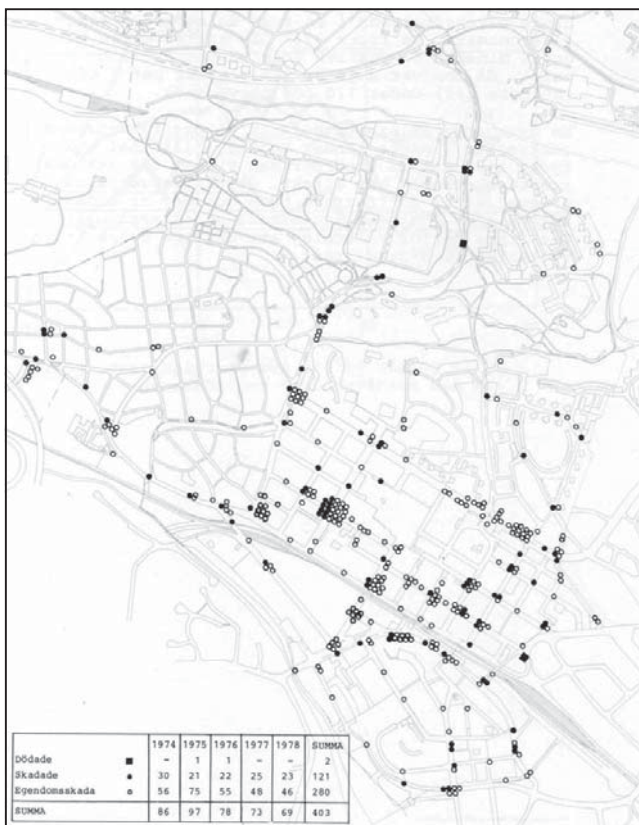 1974 1975 1976 1977 1978 SUMMA
Dödade ■ - 1 1 - - 2
Skadade ● 30 21 22 25 23 121
Egendomsskada o 56 75 55 48 46 280
SUMMA 86 97 78 73 69 403